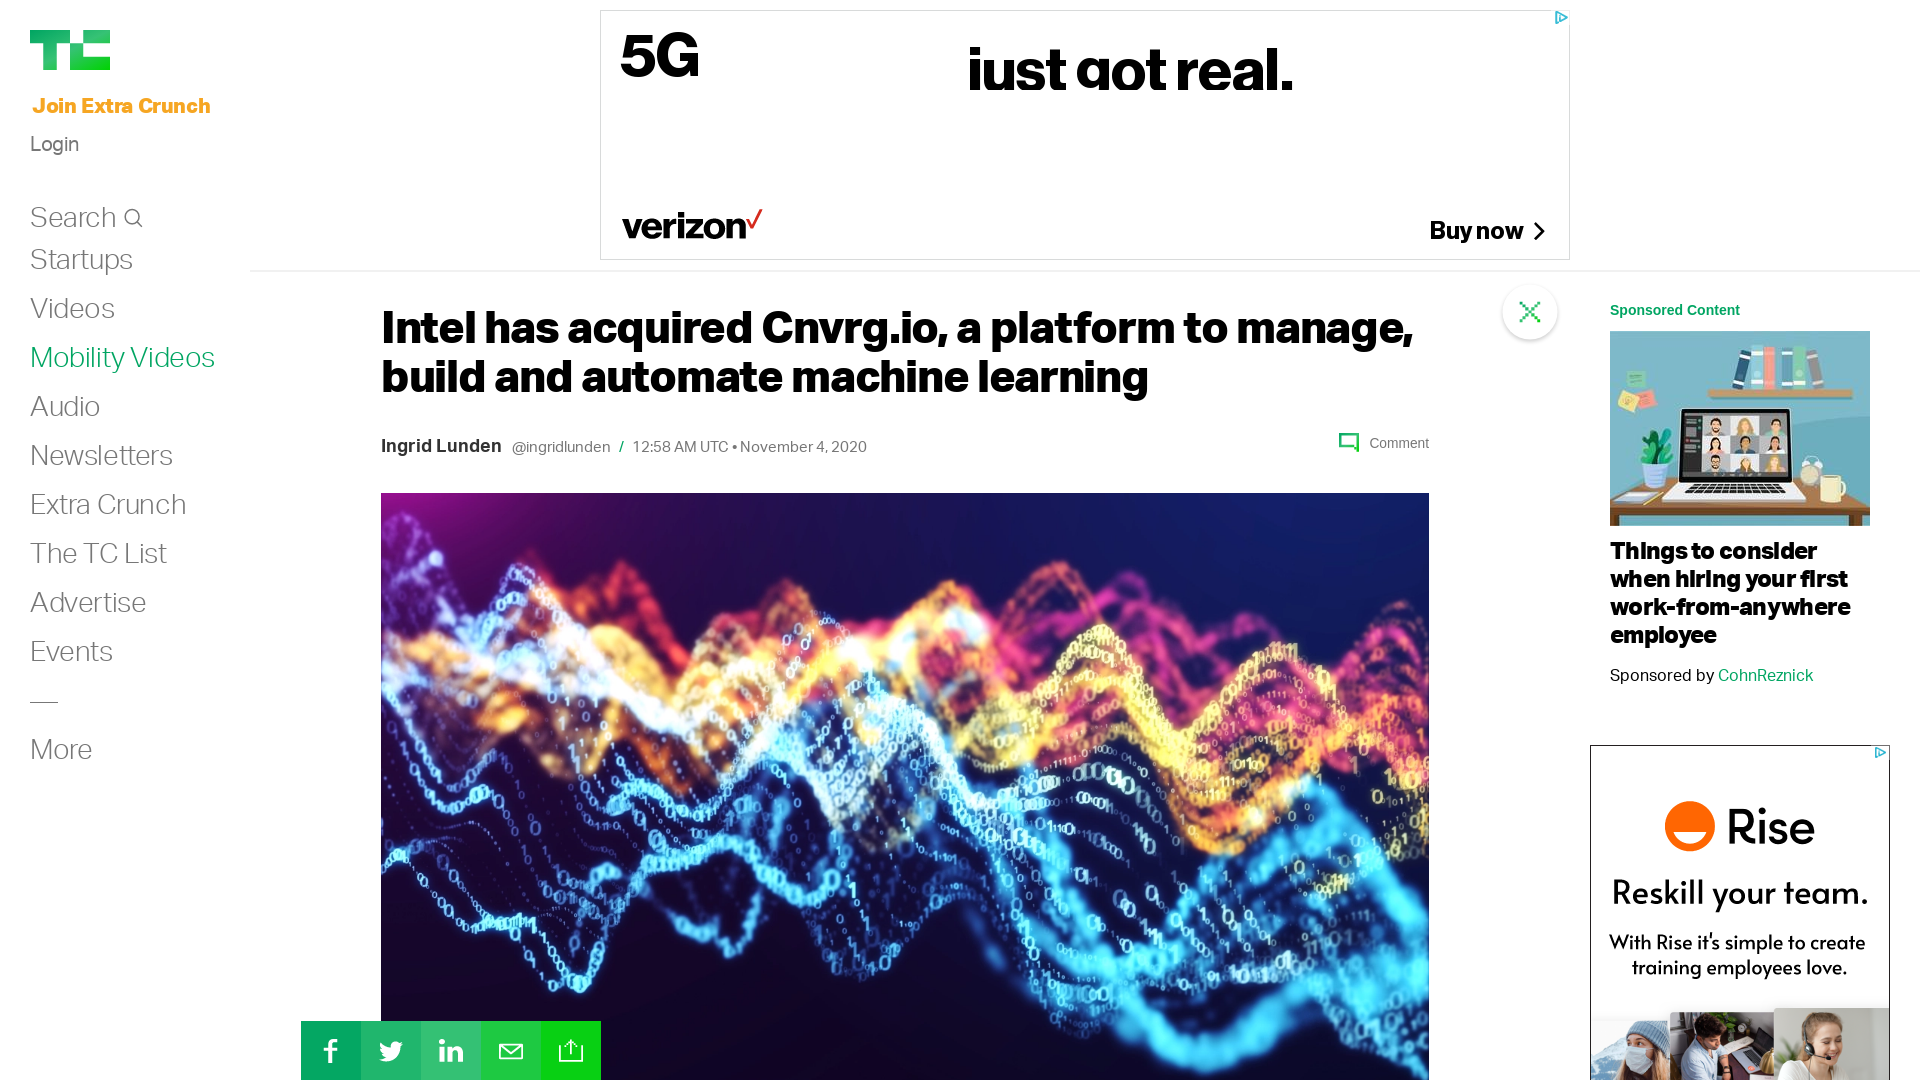 TC
Join Extra Crunch
Login
Search
Startups
Videos
Mobility Videos
Audio
Newsletters
Extra Crunch
The TC List
Advertise
Events
More
5G
just got real.
verizon
Buy now
Intel has acquired Cnvrg.io, a platform to manage,
build and automate machine learning
Ingrid Lunden @ingridlunden / 12:58 AM UTC • November 4, 2020
Comment
Sponsored Content
Things to consider
when hiring your first
work-from-anywhere
employee
Sponsored by CohnReznick
Rise
Reskill your team.
With Rise it's simple to create
training employees love.